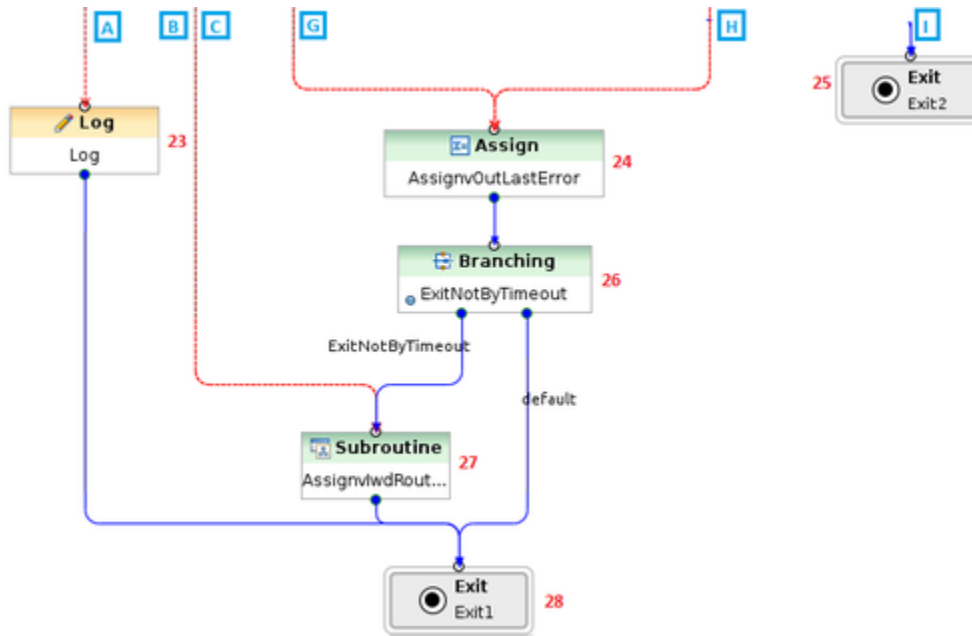 A
B
C
G
H
I
Exit
Exit2
25
Log
Log
23
Assign
AssignvOutLastError
24
Branching
ExitNotByTimeout
26
ExitNotByTimeout
default
Subroutine
AssignvIwdRout...
27
Exit
Exit1
28